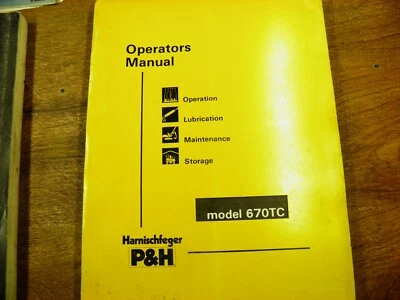 Operators
Manual
Operation
Lubrication
Maintenance
Storage
model 670TC
Harnischfeger
P&H